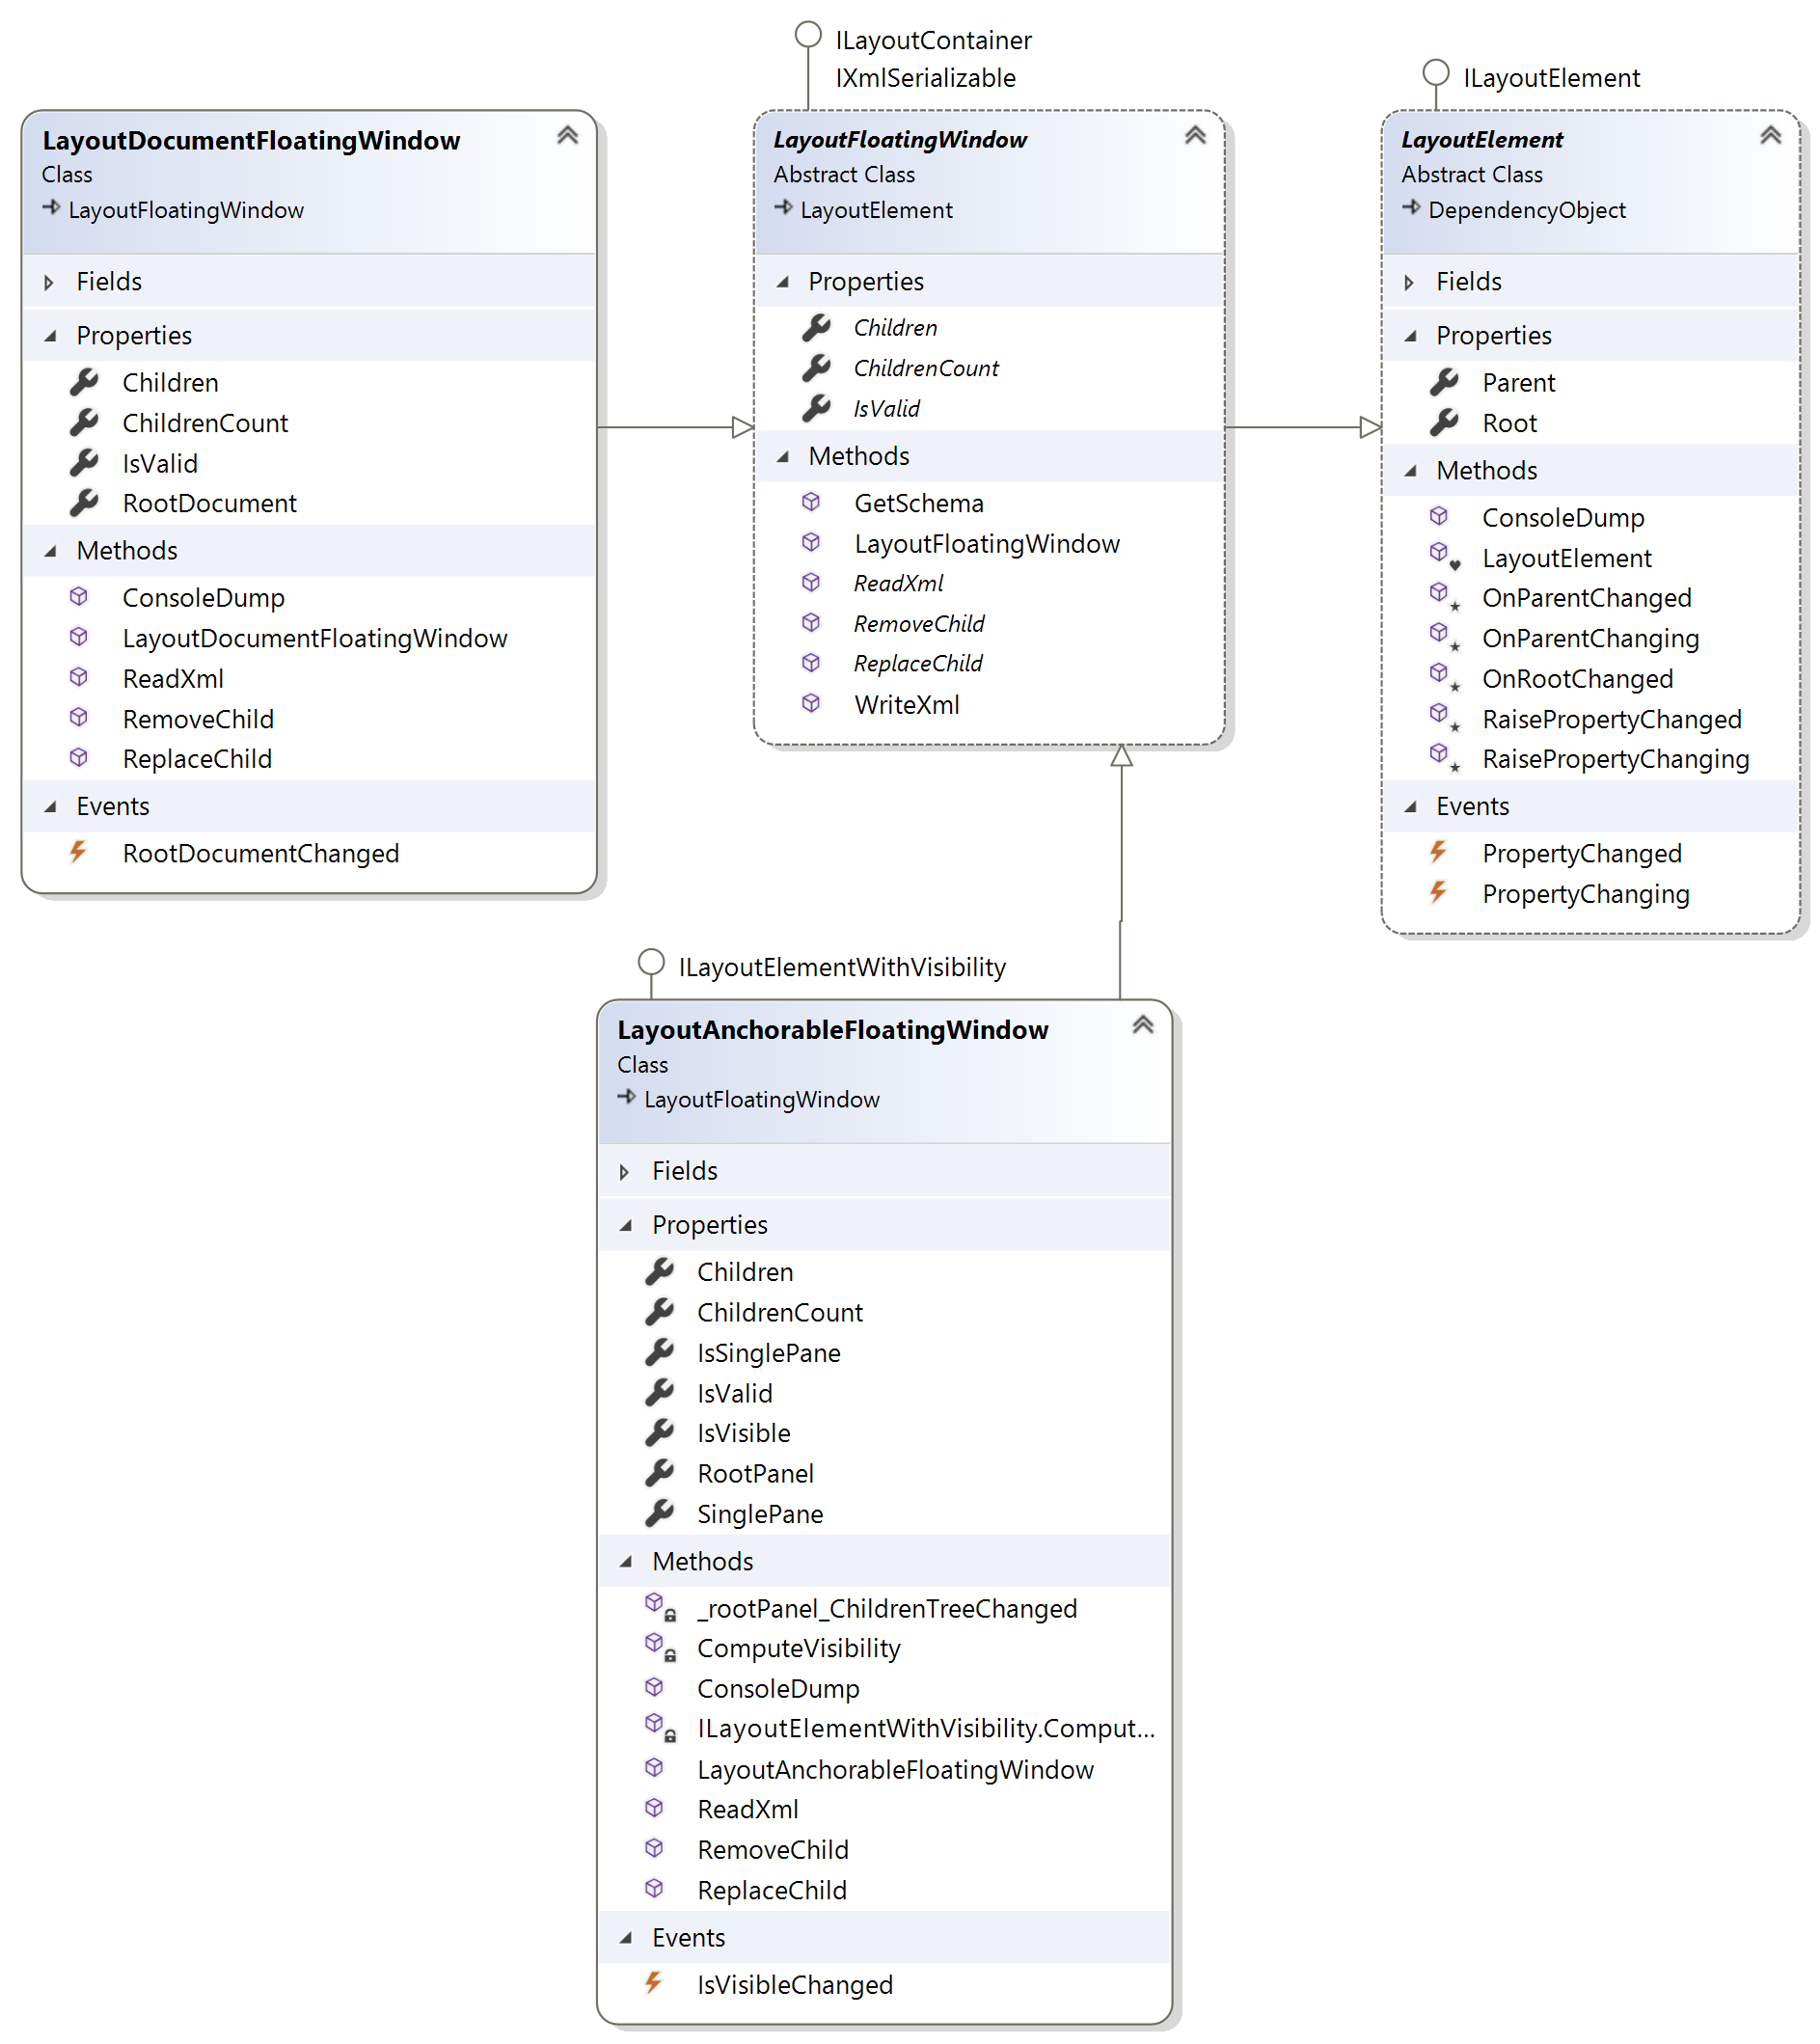 LayoutDocumentFloatingWindow
Class
LayoutFloatingWindow
Fields
Properties
Children
ChildrenCount
IsValid
RootDocument
Methods
ConsoleDump
LayoutDocumentFloatingWindow
ReadXml
RemoveChild
ReplaceChild
Events
RootDocumentChanged
ILayoutContainer
IXmlSerializable
LayoutFloatingWindow
Abstract Class
LayoutElement
Properties
Children
ChildrenCount
IsValid
Methods
GetSchema
LayoutFloatingWindow
ReadXml
RemoveChild
ReplaceChild
WriteXml
ILayoutElement
LayoutElement
Abstract Class
DependencyObject
Fields
Properties
Parent
Root
Methods
ConsoleDump
LayoutElement
OnParentChanged
OnParentChanging
OnRootChanged
RaisePropertyChanged
RaisePropertyChanging
Events
PropertyChanged
PropertyChanging
ILayoutElementWithVisibility
LayoutAnchorableFloatingWindow
Class
LayoutFloatingWindow
Fields
Properties
Children
ChildrenCount
IsSinglePane
IsValid
IsVisible
RootPanel
SinglePane
Methods
_rootPanel_ChildrenTreeChanged
ComputeVisibility
ConsoleDump
ILayoutElementWithVisibility.Comput...
LayoutAnchorableFloatingWindow
ReadXml
RemoveChild
ReplaceChild
Events
IsVisibleChanged